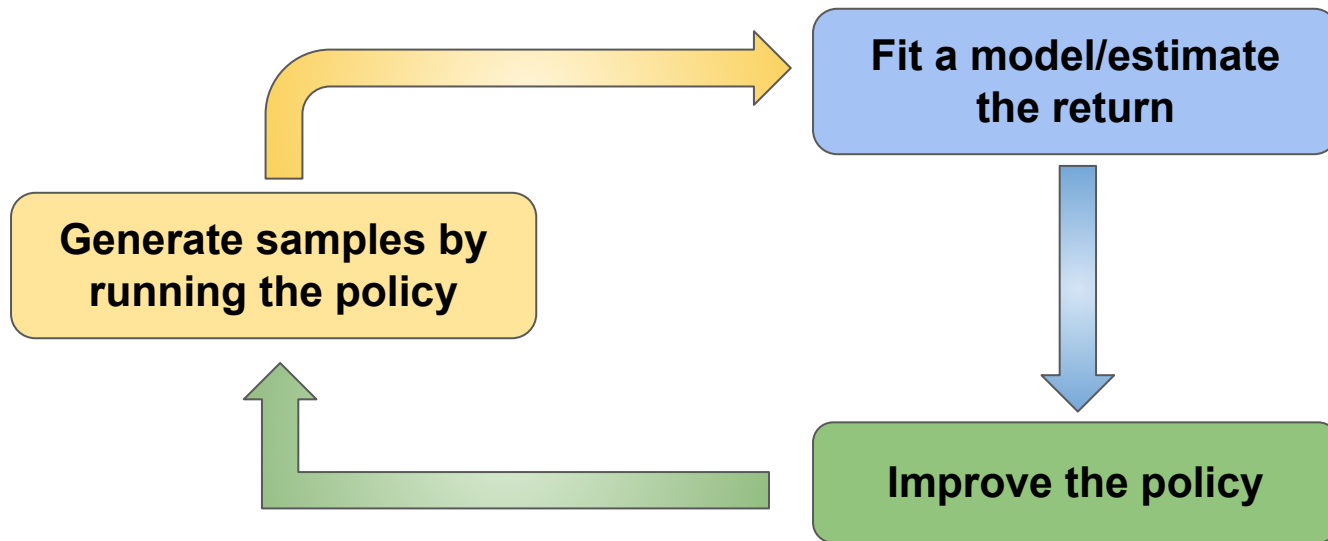 Fit a model/estimate
the return
Generate samples by
running the policy
Improve the policy